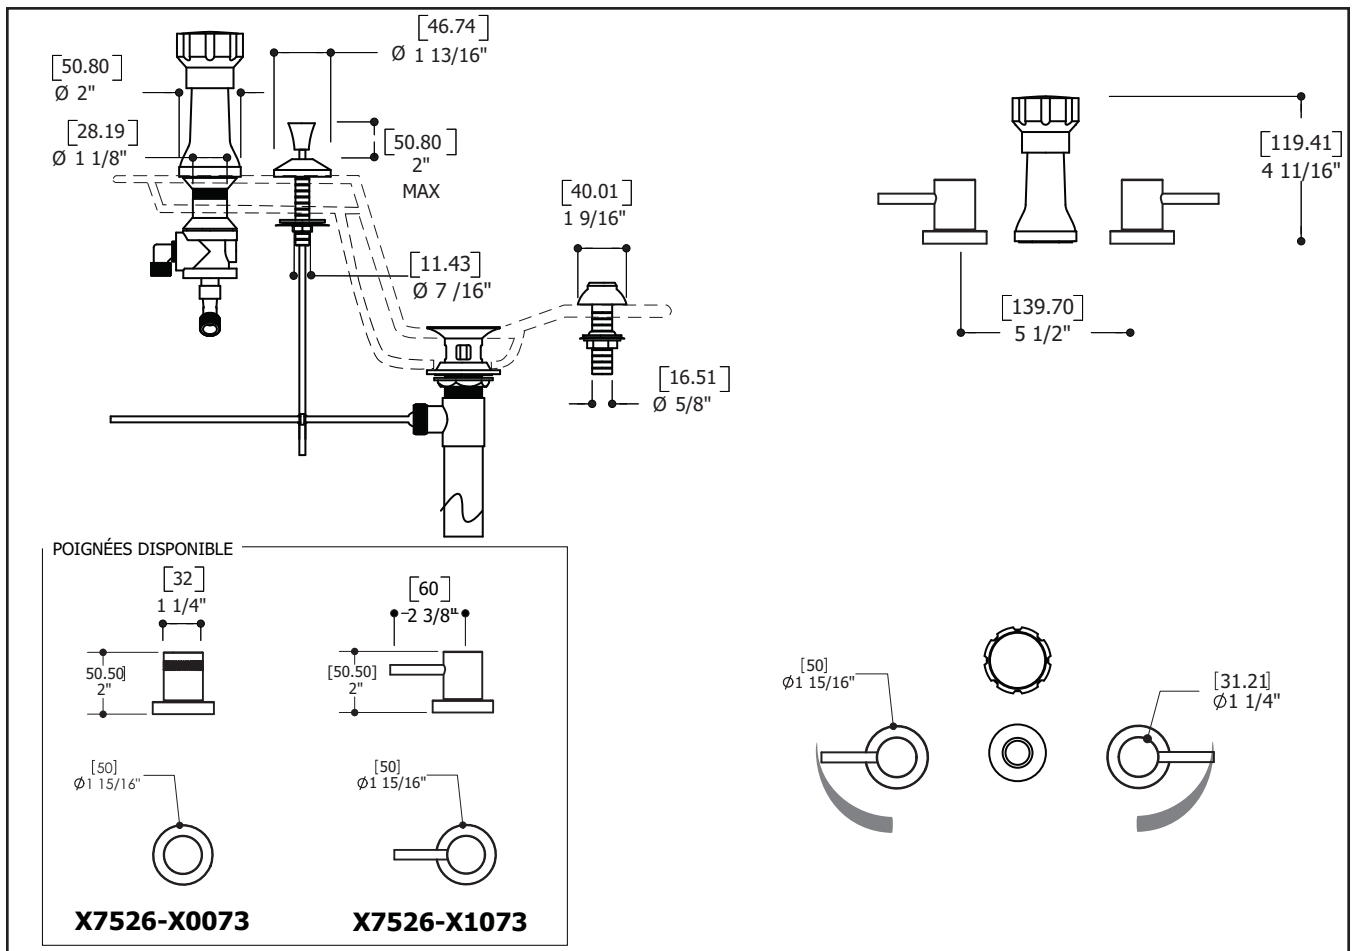 [46.74]
Ø 1 13/16"
[50.80]
Ø 2"
[28.19]
Ø 1 1/8"
[50.80]
2"
MAX
[40.01]
1 9/16"
[11.43]
Ø 7 /16"
[16.51]
Ø 5/8"
[119.41]
4 11/16"
[139.70]
5 1/2"
POIGNÉES DISPONIBLE
[32]
1 1/4"
[60]
2 3/8"
50.50]
2"
[50.50]
2"
[50]
Ø1 15/16"
[50]
Ø1 15/16"
X7526-X0073
X7526-X1073
[50]
Ø1 15/16"
[31.21]
Ø1 1/4"